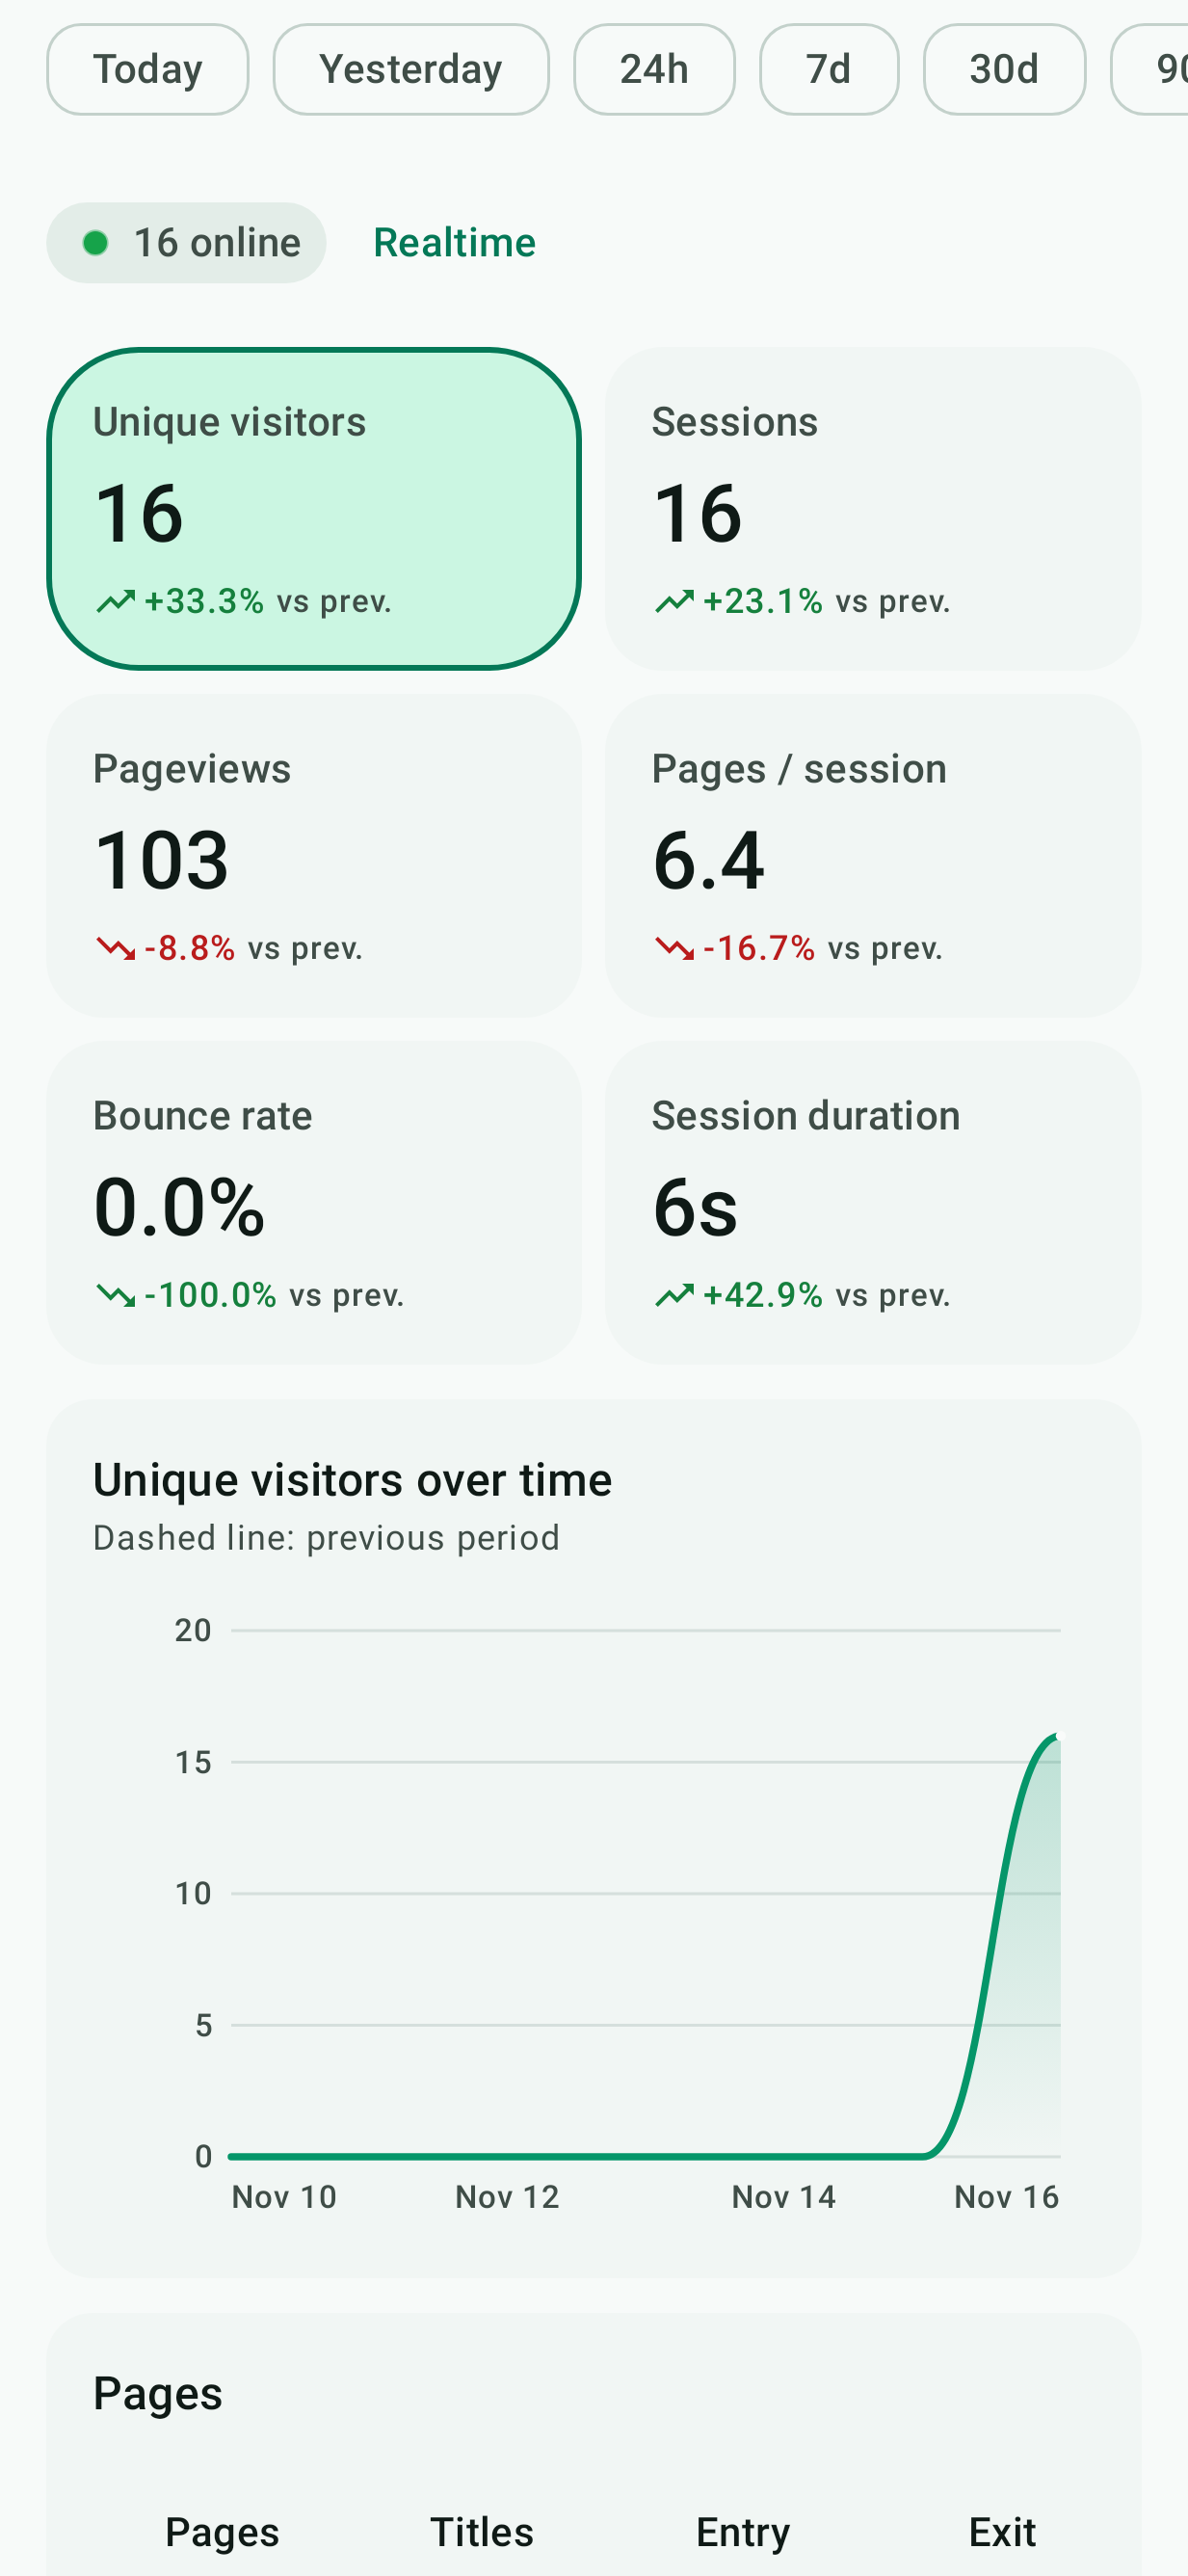 Today Yesterday 24h 7d 30d 90
16 online Realtime
Unique visitors
16
+33.3% vs prev.
Sessions
16
+23.1% vs prev.
Pageviews
103
-8.8% vs prev.
Pages / session
6.4
-16.7% vs prev.
Bounce rate
0.0%
-100.0% vs prev.
Session duration
6s
+42.9% vs prev.
Unique visitors over time
Dashed line: previous period
20
15
10
5
0
Nov 10 Nov 12 Nov 14 Nov 16
Pages
Pages Titles Entry Exit